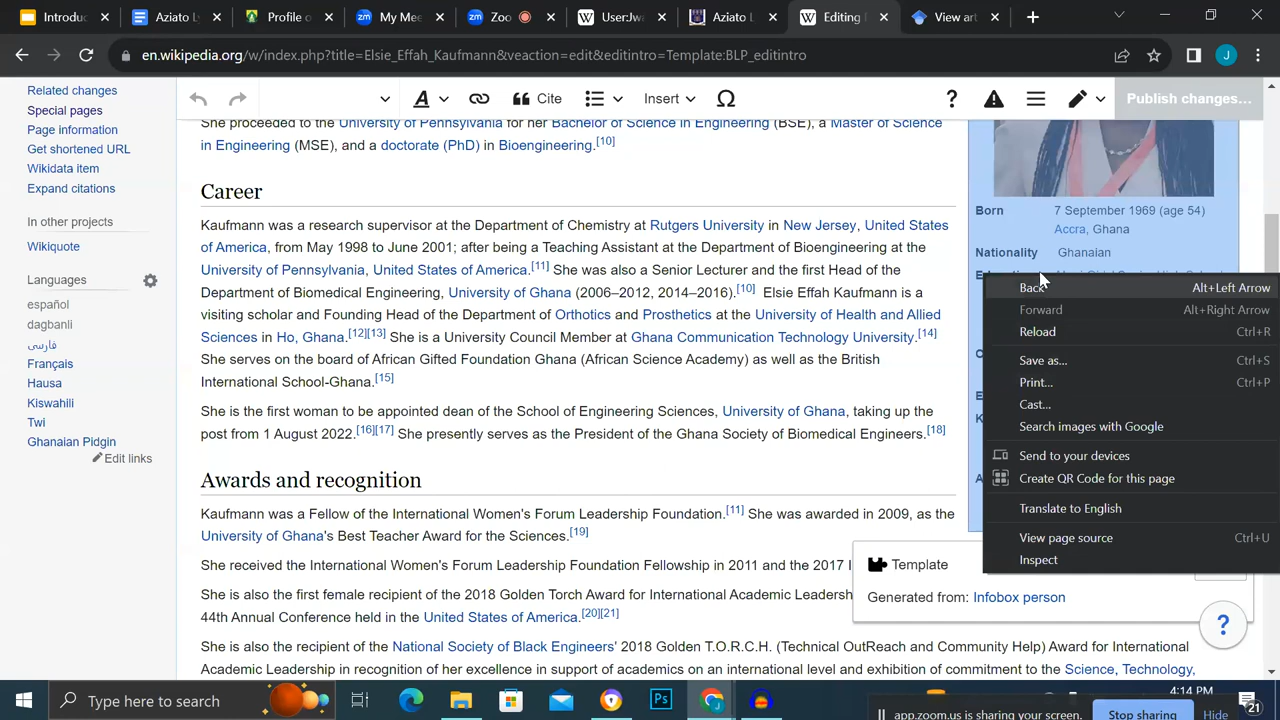 Introduc
Aziato Ly
Profile o
My Mee
Zoo
User:Jwa
Aziato L
Editing E
View art
en.wikipedia.org/w/index.php?title=Elsie_Effah_Kaufmann&veaction=edit&editintro=Template:BLP_editintro
J
Related changes
Special pages
Page information
Get shortened URL
Wikidata item
Expand citations
In other projects
Wikiquote
Languages
español
dagbanli
فارسی
Français
Hausa
Kiswahili
Twi
Ghanaian Pidgin
Edit links
A
Cite
Insert
Ω
?
Publish changes...
She proceeded to the University of Pennsylvania for her Bachelor of Science in Engineering (BSE), a Master of Science
in Engineering (MSE), and a doctorate (PhD) in Bioengineering.[10]
Career
Kaufmann was a research supervisor at the Department of Chemistry at Rutgers University in New Jersey, United States
of America, from May 1998 to June 2001; after being a Teaching Assistant at the Department of Bioengineering at the
University of Pennsylvania, United States of America.[11] She was also a Senior Lecturer and the first Head of the
Department of Biomedical Engineering, University of Ghana (2006–2012, 2014–2016).[10] Elsie Effah Kaufmann is a
visiting scholar and Founding Head of the Department of Orthotics and Prosthetics at the University of Health and Allied
Sciences in Ho, Ghana.[12][13] She is a University Council Member at Ghana Communication Technology University.[14]
She serves on the board of African Gifted Foundation Ghana (African Science Academy) as well as the British
International School-Ghana.[15]
She is the first woman to be appointed dean of the School of Engineering Sciences, University of Ghana, taking up the
post from 1 August 2022.[16][17] She presently serves as the President of the Ghana Society of Biomedical Engineers.[18]
Awards and recognition
Kaufmann was a Fellow of the International Women's Forum Leadership Foundation.[11] She was awarded in 2009, as the
University of Ghana's Best Teacher Award for the Sciences.[19]
She received the International Women's Forum Leadership Foundation Fellowship in 2011 and the 2017 I
She is also the first female recipient of the 2018 Golden Torch Award for International Academic Leadersh
44th Annual Conference held in the United States of America.[20][21]
She is also the recipient of the National Society of Black Engineers' 2018 Golden T.O.R.C.H. (Technical OutReach and Community Help) Award for International
Academic Leadership in recognition of her excellence in support of academics on an international level and exhibition of commitment to the Science, Technology,
Born 7 September 1969 (age 54)
Accra, Ghana
Nationality Ghanaian
Back Alt+Left Arrow
Forward Alt+Right Arrow
Reload Ctrl+R
Save as... Ctrl+S
Print... Ctrl+P
Cast...
Search images with Google
Send to your devices
Create QR Code for this page
Translate to English
View page source Ctrl+U
Inspect
Template
Generated from: Infobox person
?
Type here to search
Ps
4:14 PM
21
app.zoom.us is sharing your screen.
Stop sharing
Hide